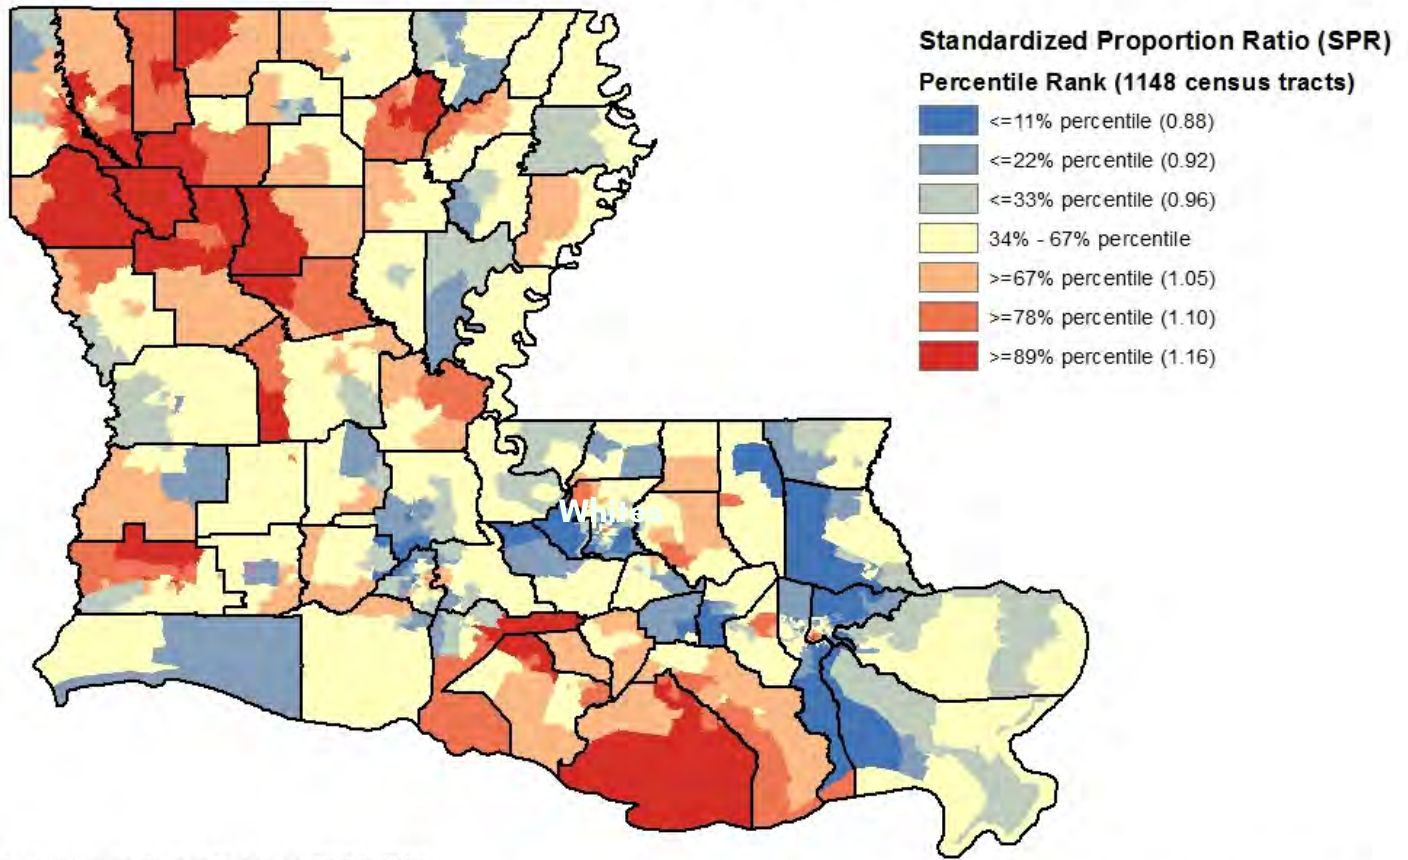 Standardized Proportion Ratio (SPR)
Percentile Rank (1148 census tracts)
<=11% percentile (0.88)
<=22% percentile (0.92)
<=33% percentile (0.96)
34% - 67% percentile
>=67% percentile (1.05)
>=78% percentile (1.10)
>=89% percentile (1.16)
Whites